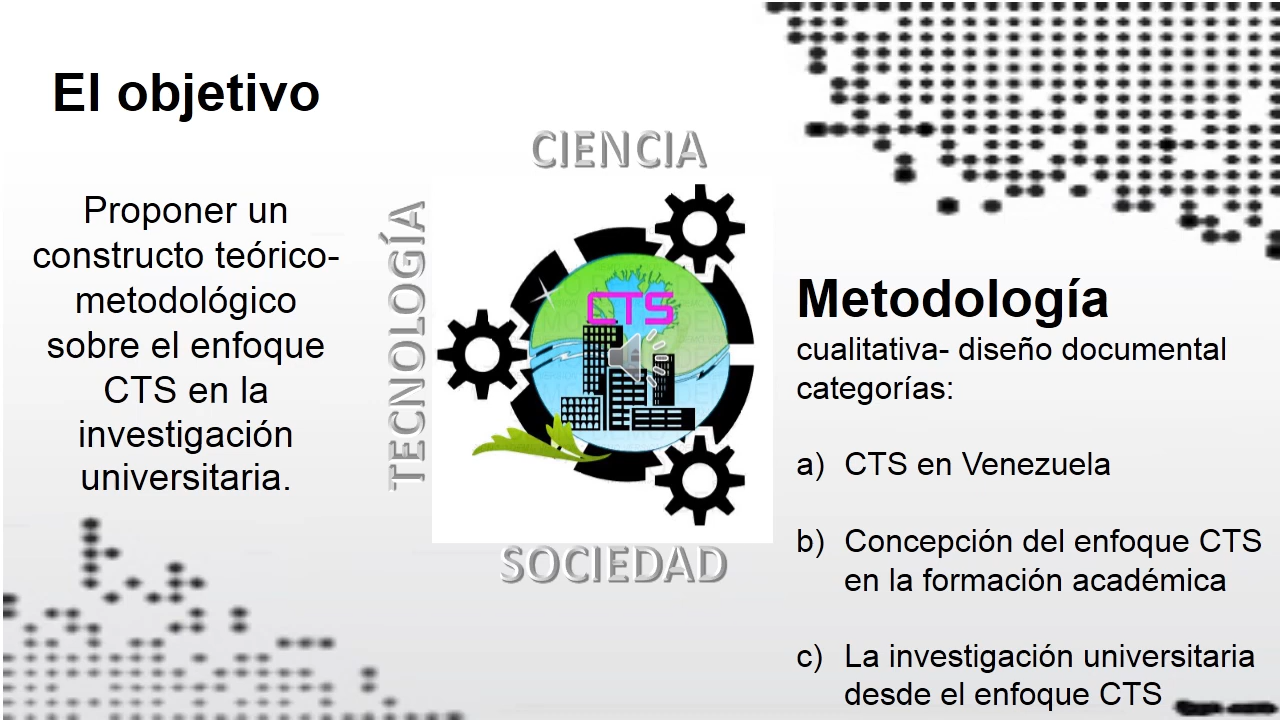 El objetivo
Proponer un
constructo teórico-
metodológico
sobre el enfoque
CTS en la
investigación
universitaria.
CIENCIA
TECNOLOGÍA
CTS
SOCIEDAD
Metodología
cualitativa- diseño documental
categorías:
a) CTS en Venezuela
b) Concepción del enfoque CTS
en la formación académica
c) La investigación universitaria
desde el enfoque CTS